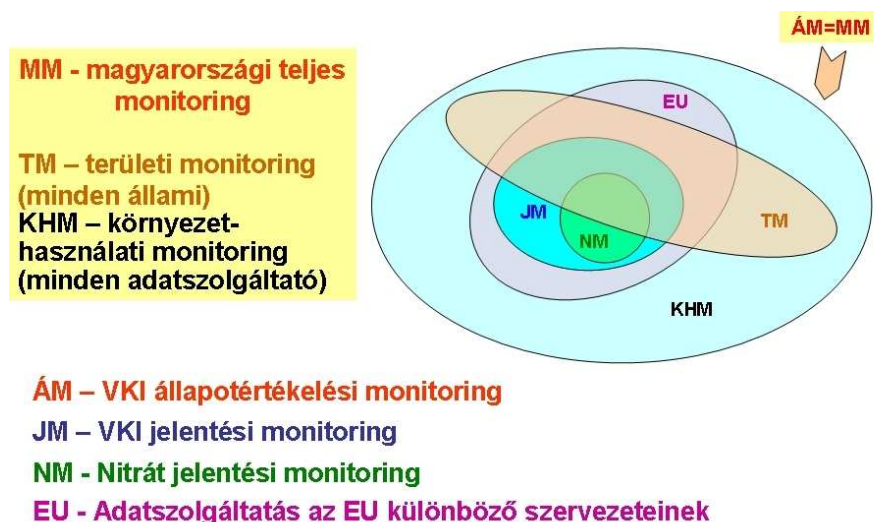 ÁM=MM
MM - magyarországi teljes
monitoring
TM – területi monitoring
(minden állami)
KHM – környezet-
használati monitoring
(minden adatszolgáltató)
EU
JM
NM
TM
KHM
ÁM – VKI állapotértékelési monitoring
JM – VKI jelentési monitoring
NM - Nitrát jelentési monitoring
EU - Adatszolgáltatás az EU különböző szervezeteinek